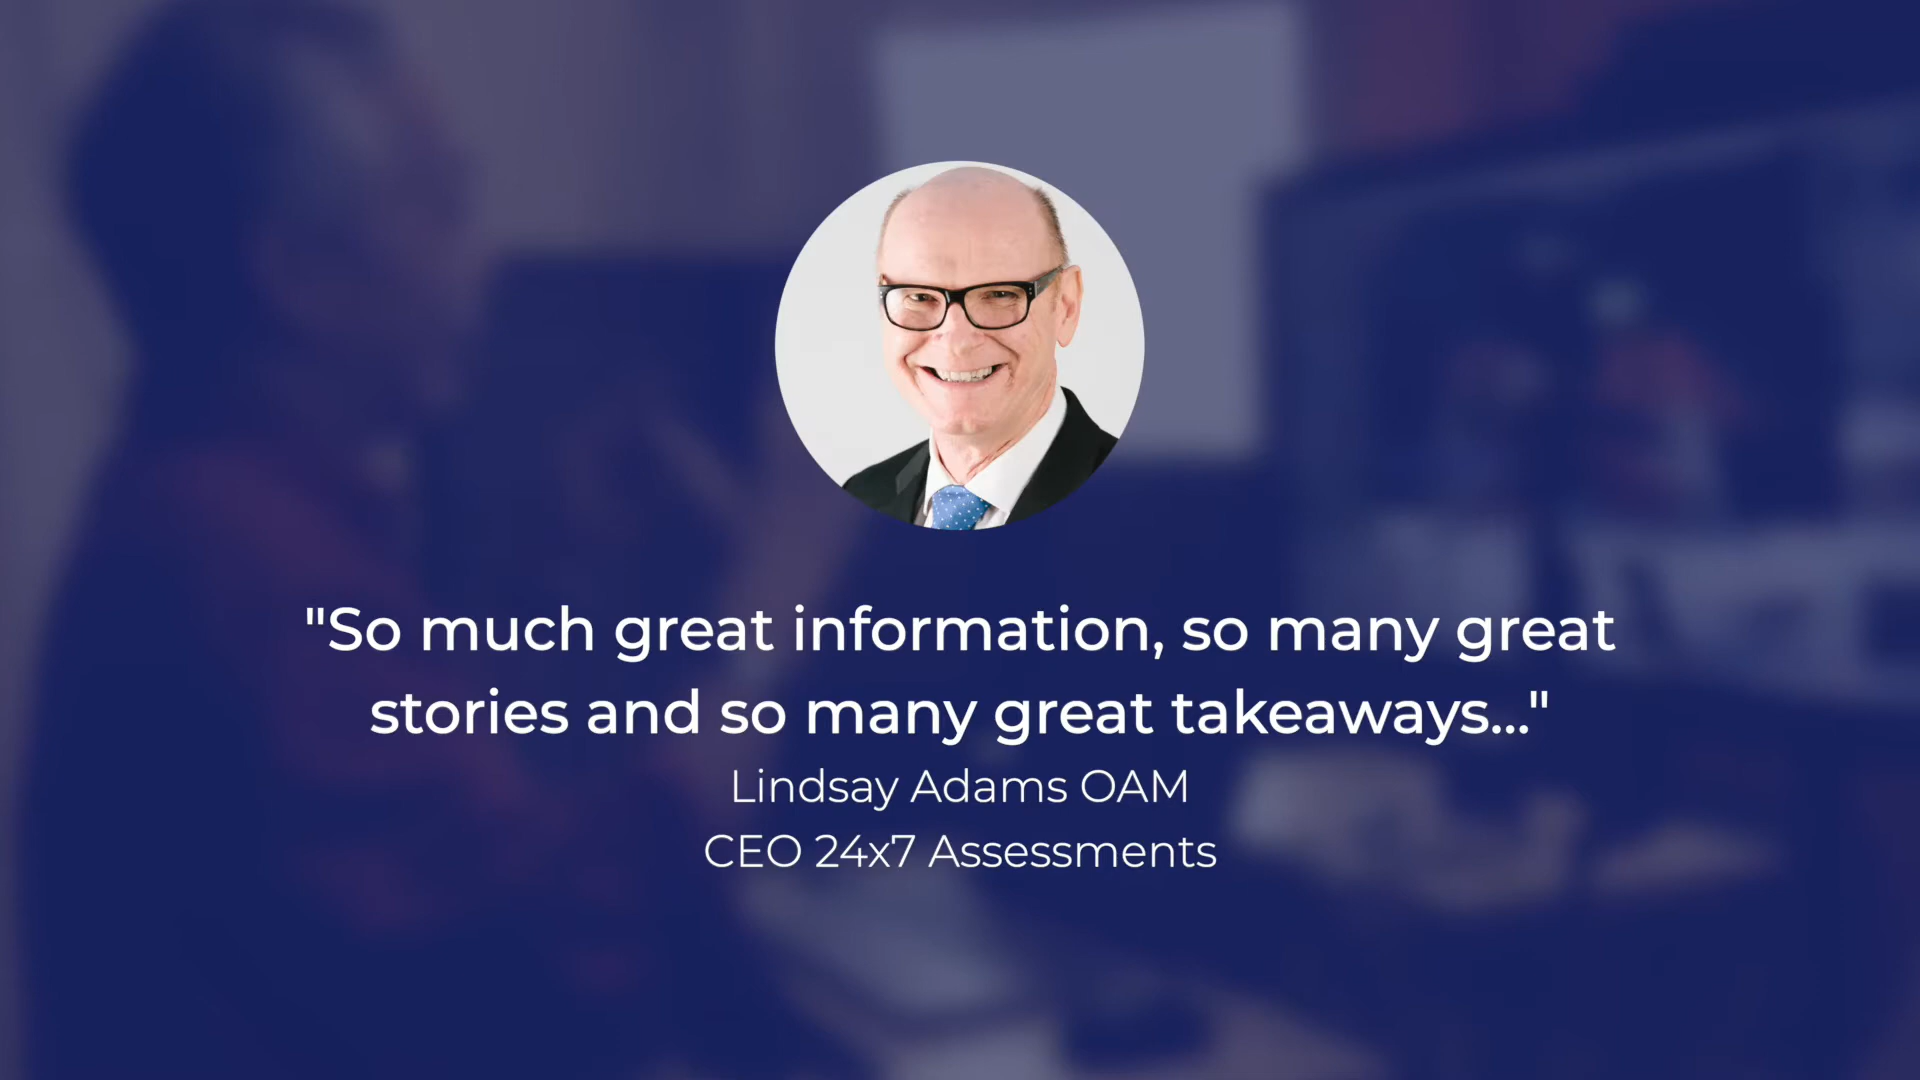 "So much great information, so many great
stories and so many great takeaways..."
Lindsay Adams OAM
CEO 24x7 Assessments